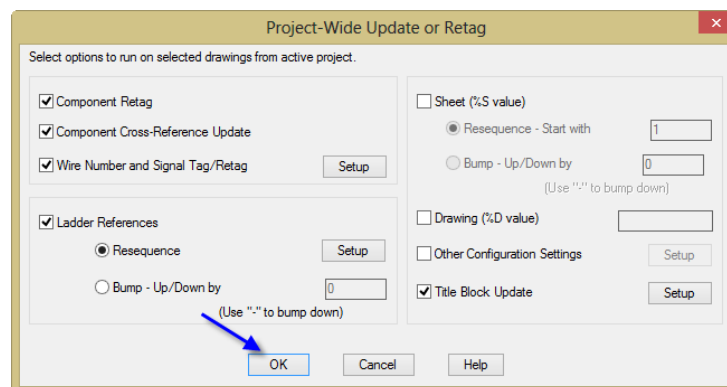 Project-Wide Update or Retag
Select options to run on selected drawings from active project.
Component Retag
Component Cross-Reference Update
Wire Number and Signal Tag/Retag
Setup
Ladder References
Resequence
Setup
Bump - Up/Down by
0
(Use "-" to bump down)
Sheet (%S value)
Resequence - Start with
1
Bump - Up/Down by
0
(Use "-" to bump down)
Drawing (%D value)
Other Configuration Settings
Setup
Title Block Update
Setup
OK
Cancel
Help